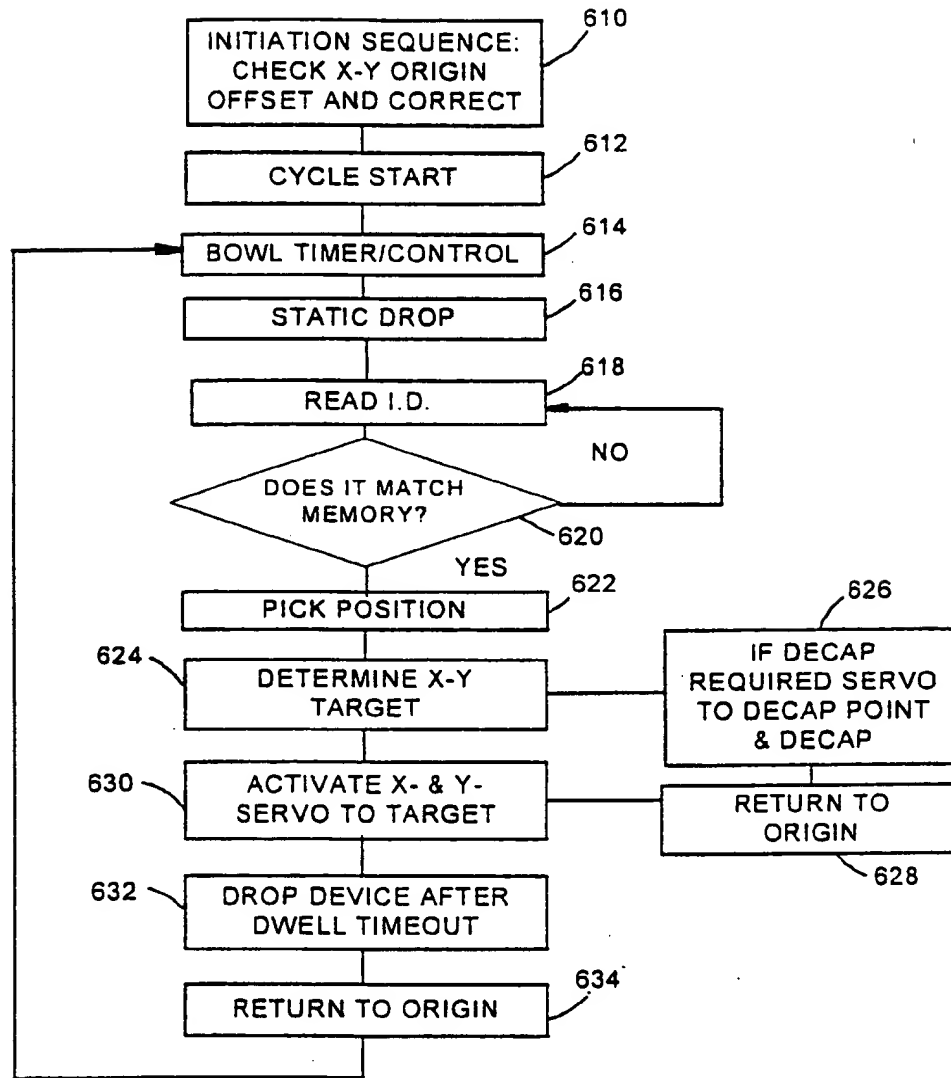 610
INITIATION SEQUENCE:
CHECK X-Y ORIGIN
OFFSET AND CORRECT
612
CYCLE START
614
BOWL TIMER/CONTROL
616
STATIC DROP
618
READ I.D.
NO
DOES IT MATCH
MEMORY?
620
YES
622
PICK POSITION
624
DETERMINE X-Y
TARGET
626
IF DECAP
REQUIRED SERVO
TO DECAP POINT
& DECAP
630
ACTIVATE X- & Y-
SERVO TO TARGET
RETURN TO
ORIGIN
628
632
DROP DEVICE AFTER
DWELL TIMEOUT
634
RETURN TO ORIGIN